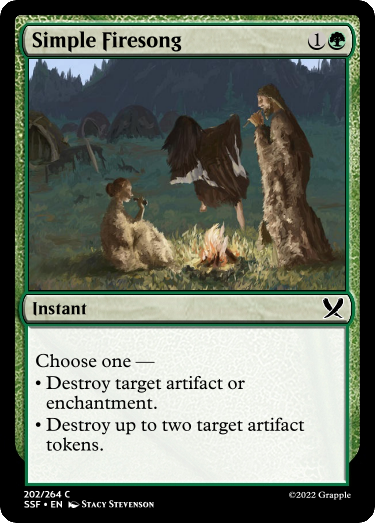 Simple Firesong 1
Instant
Choose one —
• Destroy target artifact or
enchantment.
• Destroy up to two target artifact
tokens.
202/264 C ©2022 Grapple
SSF • EN Stacy Stevenson